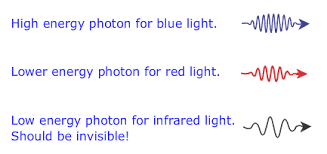 High energy photon for blue light.
Lower energy photon for red light.
Low energy photon for infrared light.
Should be invisible!